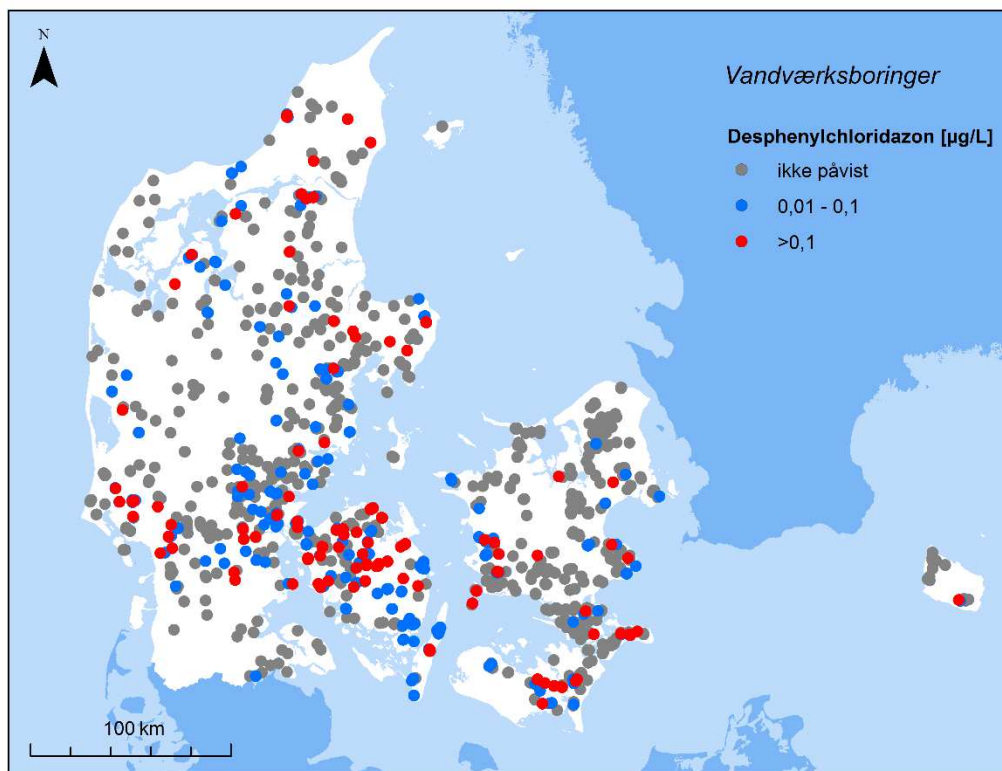 N
Vandværksboringer
Desphenylchloridazon [µg/L]
ikke påvist
0,01 - 0,1
>0,1
100 km